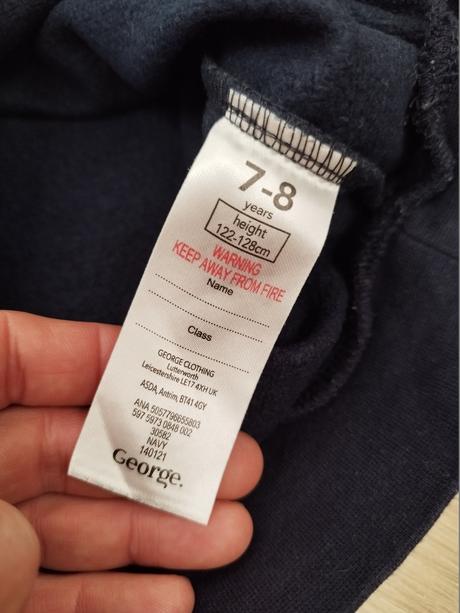 7-8
years
height
122-128cm
WARNING
KEEP AWAY FROM FIRE
Name
Class
GEORGE CLOTHING
Lutterworth
Leicestershire LE17 4XH UK
ASDA, Antrim, BT41 4GY
ANA 5057796655803
597 5973 0848 002
30582
NAVY
140121
George.